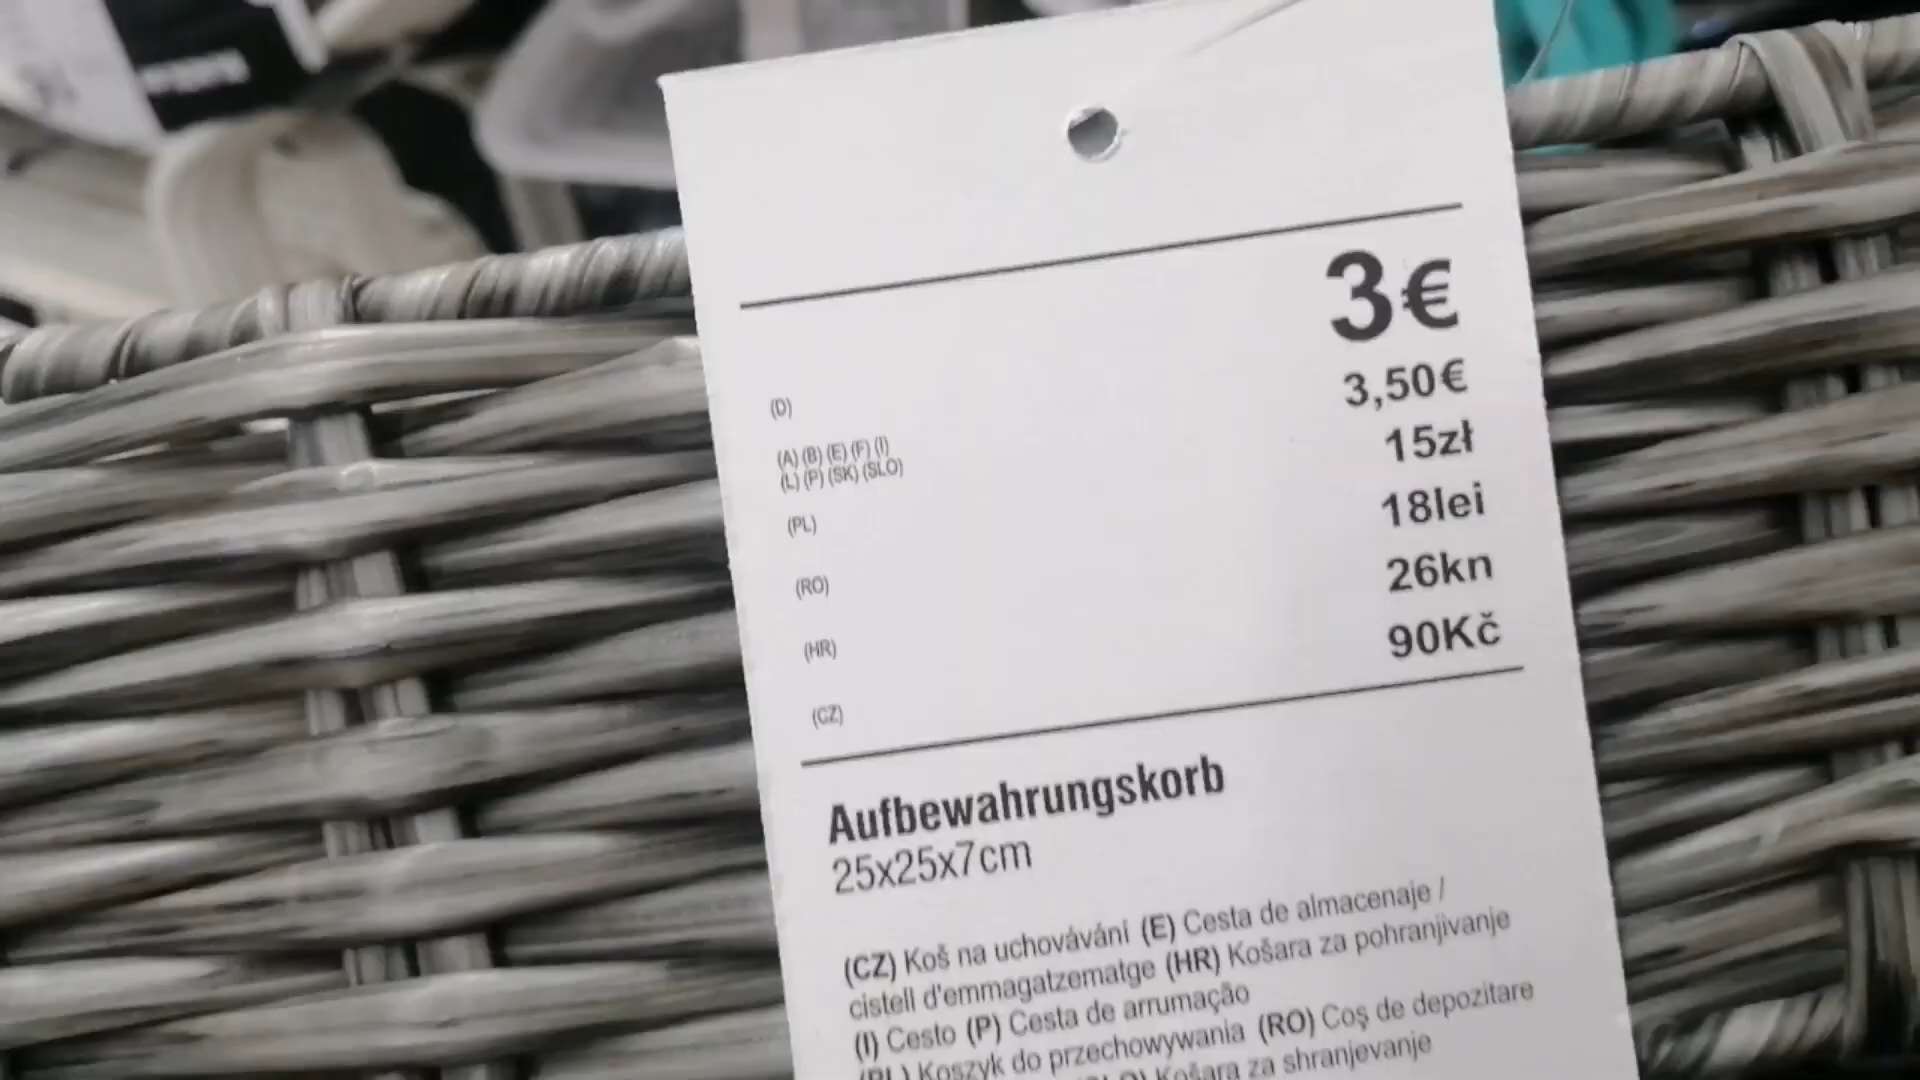 3€
(D) 3,50€
(A) (B) (E) (F) (I)
(L) (P) (SK) (SLO)
15zł
(PL) 18lei
(RO) 26kn
(HR) 90Kč
(CZ)
Aufbewahrungskorb
25x25x7cm
(CZ) Koš na uchovávání (E) Cesta de almacenaje /
cistell d'emmagatzematge (HR) Košara za pohranjivanje
(I) Cesto (P) Cesta de arrumação
(PL) Koszyk do przechowywania (RO) Coş de depozitare
Košara za shranjevanje